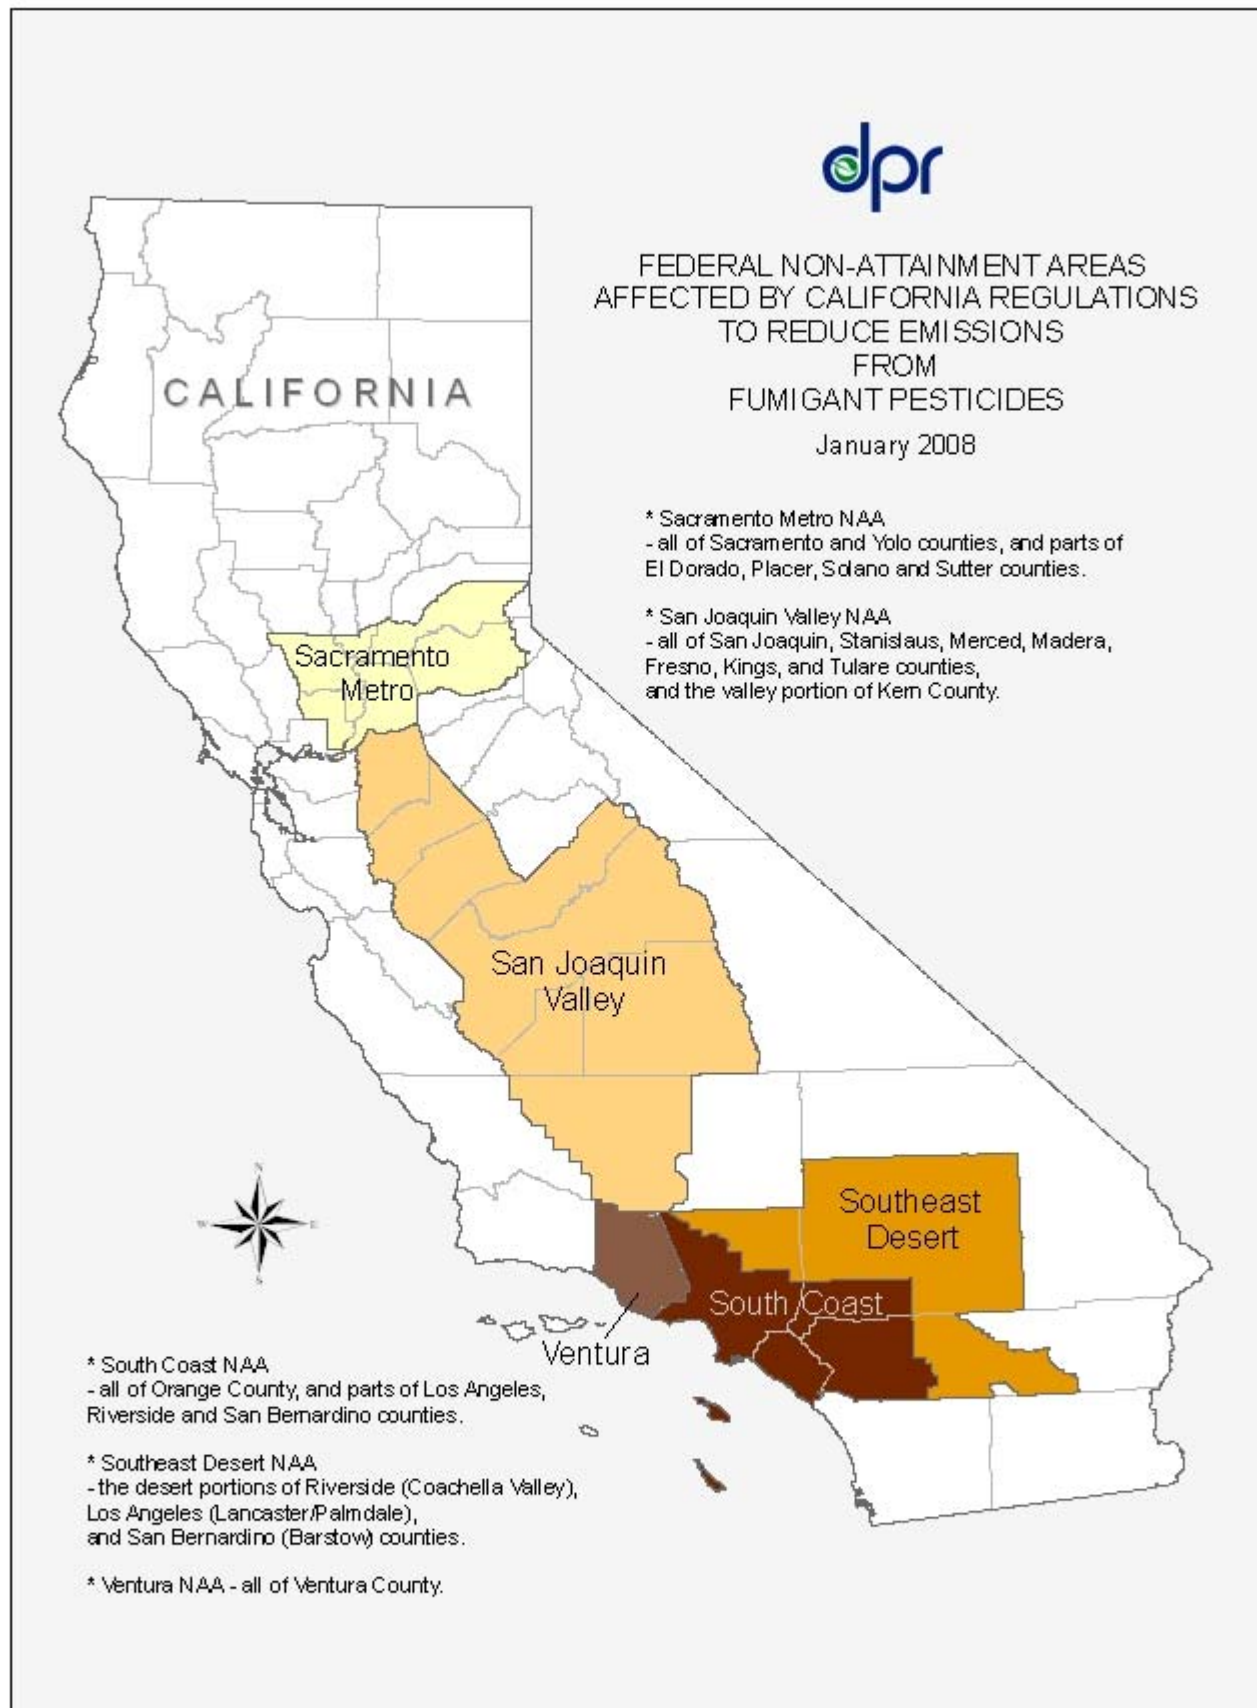 dpr
FEDERAL NON-ATTAINMENT AREAS
AFFECTED BY CALIFORNIA REGULATIONS
TO REDUCE EMISSIONS
FROM
FUMIGANT PESTICIDES
January 2008
CALIFORNIA
* Sacramento Metro NAA
- all of Sacramento and Yolo counties, and parts of
El Dorado, Placer, Solano and Sutter counties.
* San Joaquin Valley NAA
- all of San Joaquin, Stanislaus, Merced, Madera,
Fresno, Kings, and Tulare counties,
and the valley portion of Kern County.
Sacramento
Metro
San Joaquin
Valley
Southeast
Desert
South Coast
Ventura
N
W
E
S
* South Coast NAA
- all of Orange County, and parts of Los Angeles,
Riverside and San Bernardino counties.
* Southeast Desert NAA
- the desert portions of Riverside (Coachella Valley),
Los Angeles (Lancaster/Palmdale),
and San Bernardino (Barstow) counties.
* Ventura NAA - all of Ventura County.